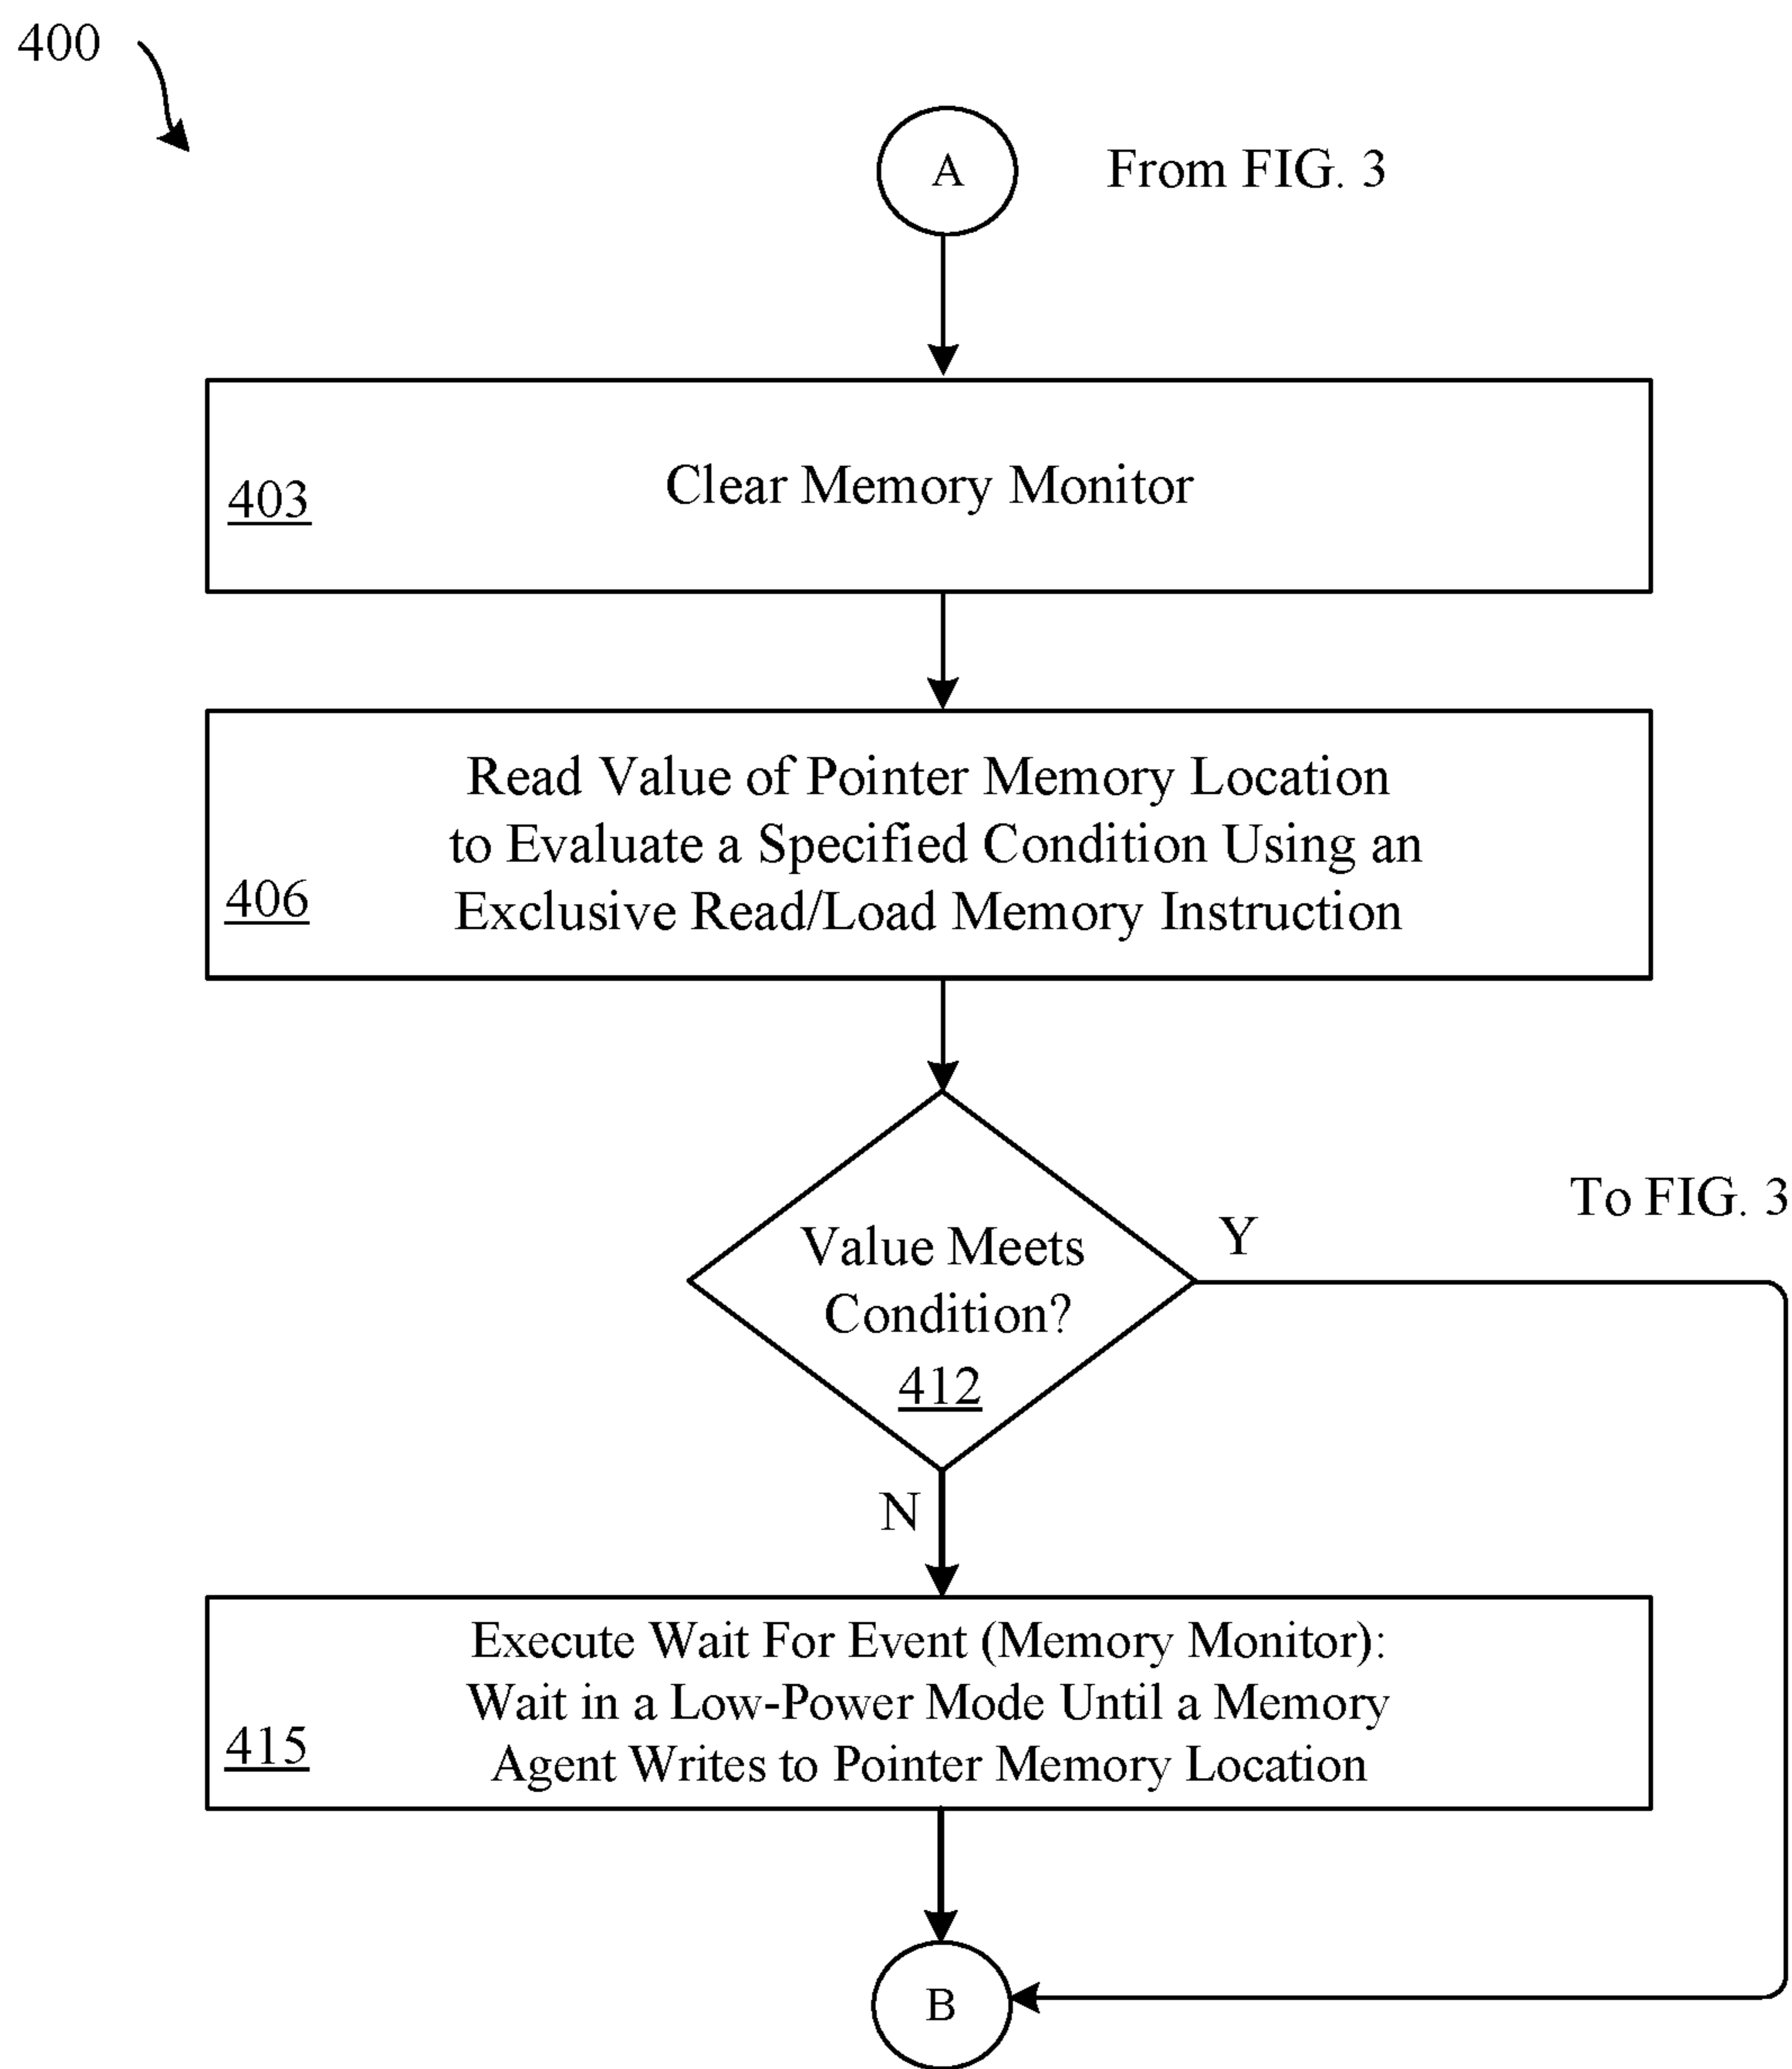 400
A
From FIG. 3
Clear Memory Monitor
403
Read Value of Pointer Memory Location
to Evaluate a Specified Condition Using an
Exclusive Read/Load Memory Instruction
406
To FIG. 3
Y
Value Meets
Condition?
412
N
Execute Wait For Event (Memory Monitor):
Wait in a Low-Power Mode Until a Memory
Agent Writes to Pointer Memory Location
415
B